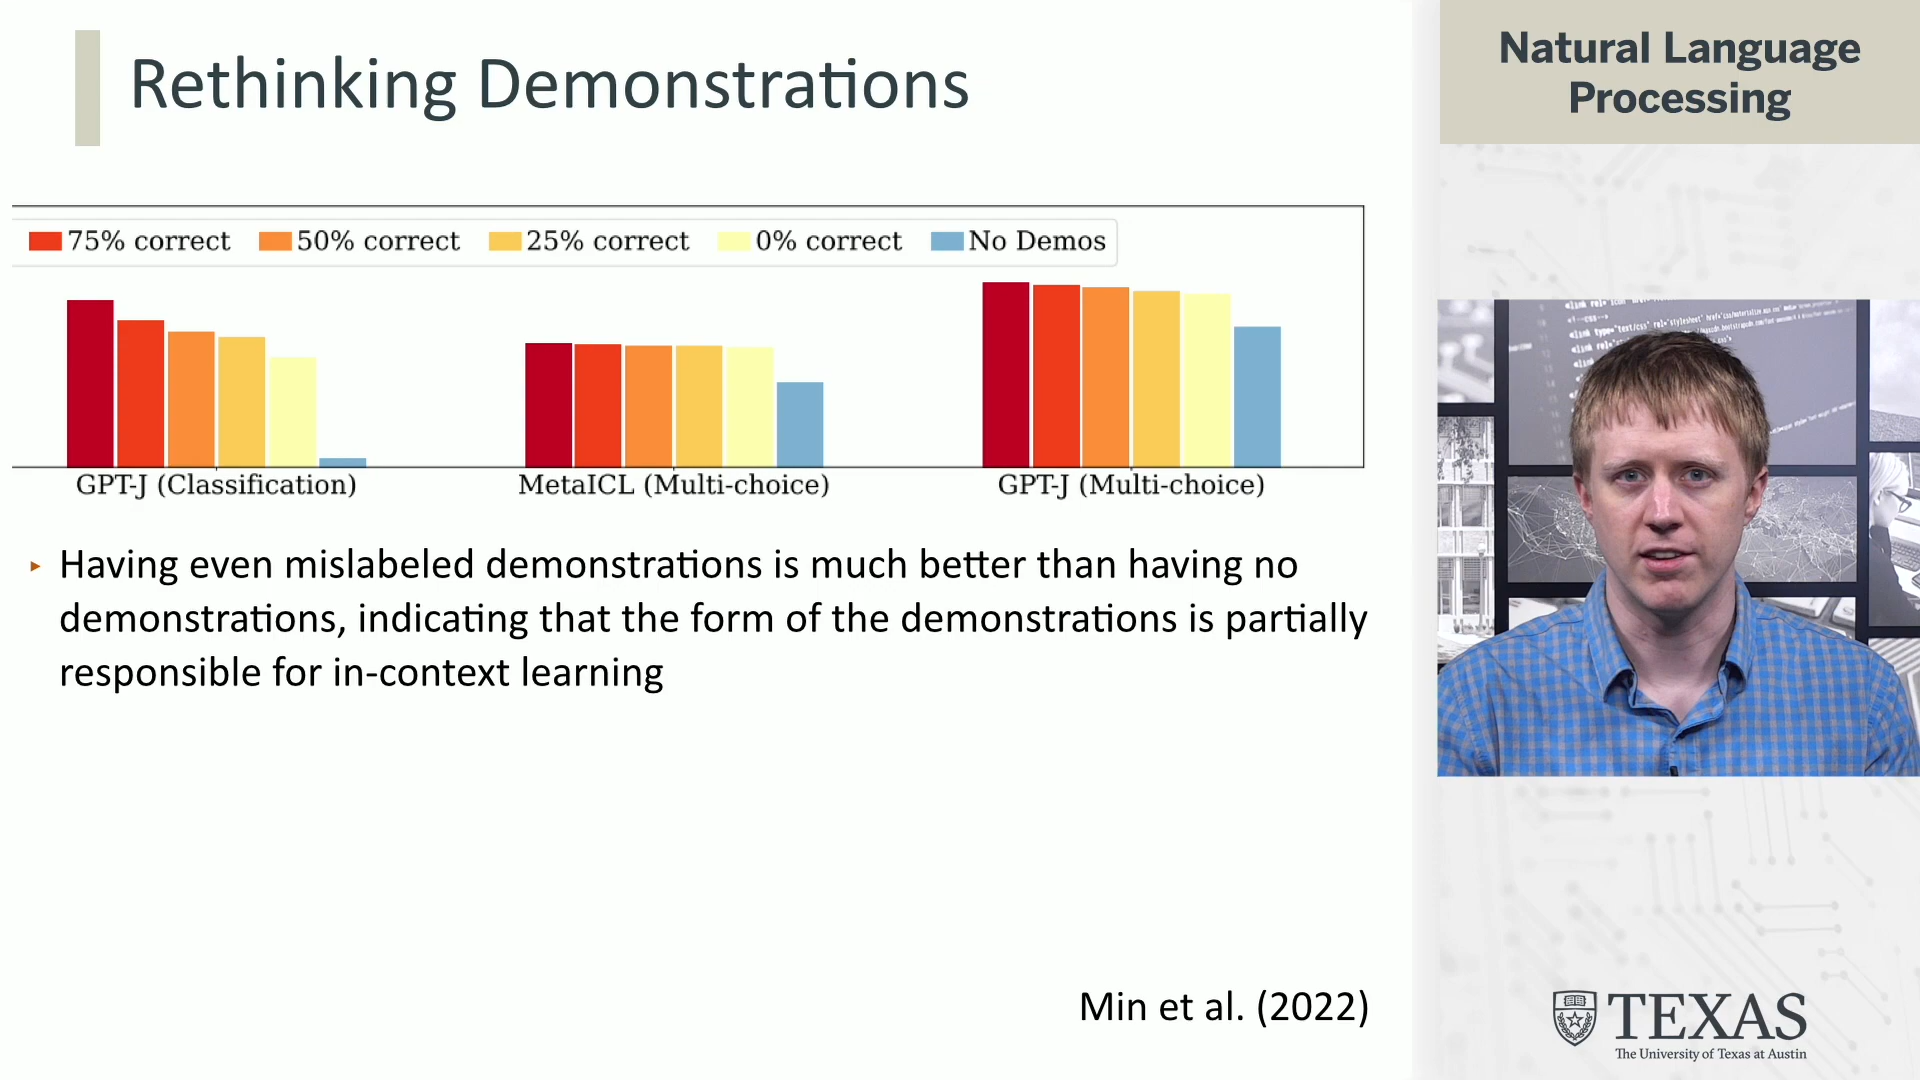 Rethinking Demonstrations
Natural Language
Processing
75% correct 50% correct 25% correct 0% correct No Demos
GPT-J (Classification) MetaICL (Multi-choice) GPT-J (Multi-choice)
Having even mislabeled demonstrations is much better than having no
demonstrations, indicating that the form of the demonstrations is partially
responsible for in-context learning
Min et al. (2022)
TEXAS
The University of Texas at Austin